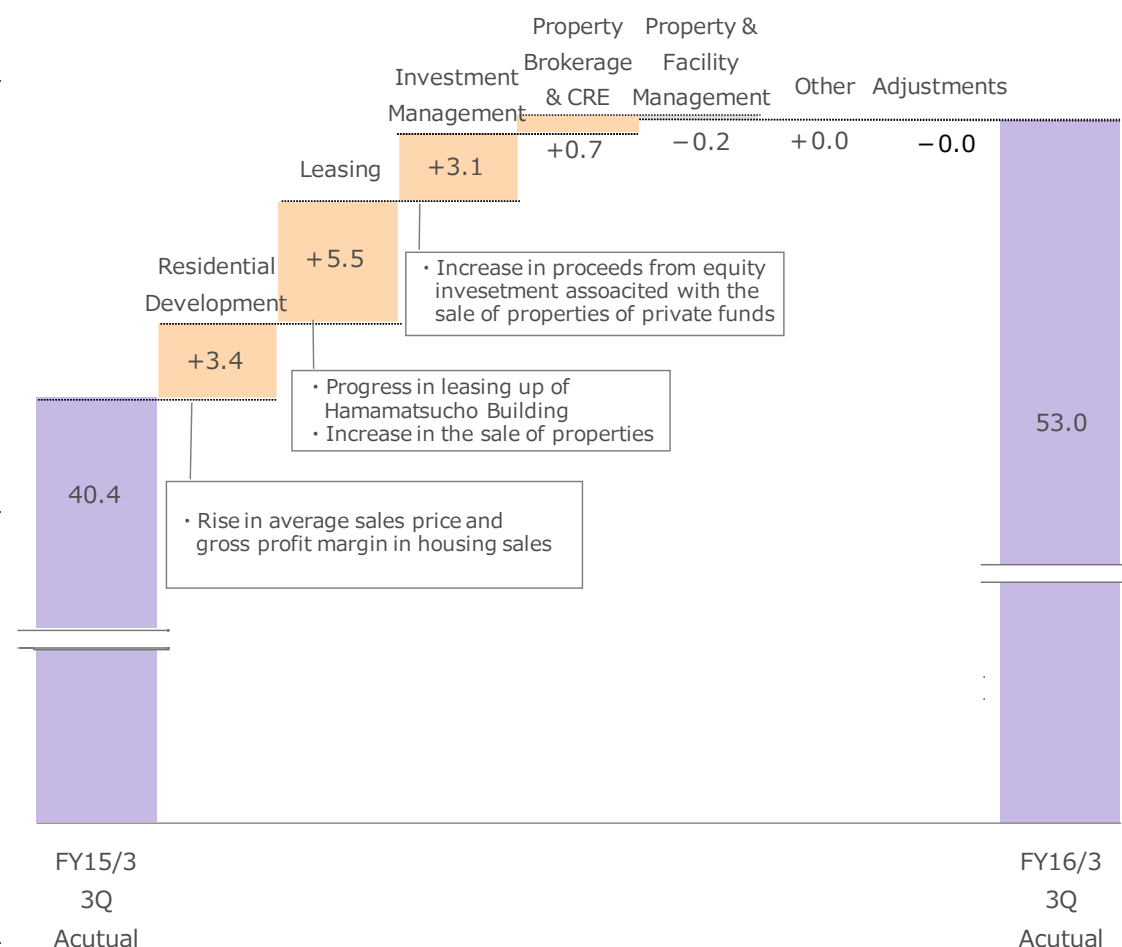 Property
Brokerage
& CRE
Property &
Facility
Management
Other
Adjustments
Investment
Management
+0.7
−0.2
+0.0
−0.0
Leasing
+3.1
Residential
Development
+5.5
・Increase in proceeds from equity
invesetment assoacited with the
sale of properties of private funds
+3.4
・Progress in leasing up of
Hamamatsucho Building
・Increase in the sale of properties
53.0
40.4
・Rise in average sales price and
gross profit margin in housing sales
FY15/3
3Q
Acutual
FY16/3
3Q
Acutual